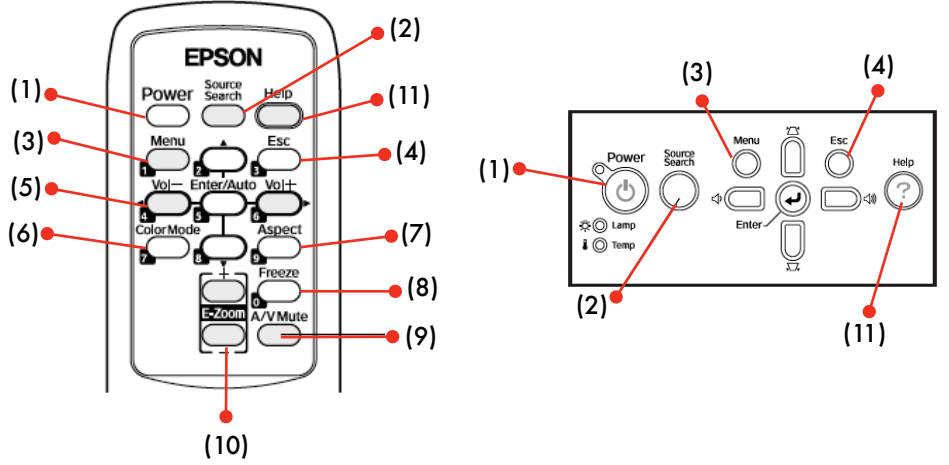 EPSON
(2)
(1)
Power
Source
Search
Help
(11)
(3)
Menu
Esc
(4)
1
2
3
(5)
Vol-
Enter/Auto
Vol+
4
5
6
(6)
Color Mode
Aspect
(7)
7
8
9
+
Freeze
(8)
0
E-Zoom
A/V Mute
(9)
-
(10)
(3)
(4)
(1)
Power
Source
Search
Menu
Esc
Help
?
Lamp
Enter
Temp
(2)
(11)